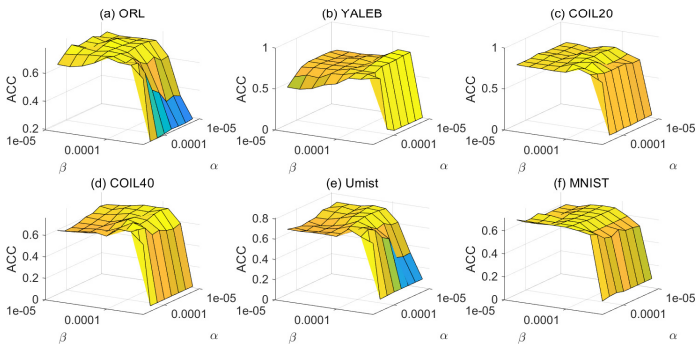 (a) ORL
ACC
0.6
0.4
0.2
1e-05
0.0001
β
1e-05
0.0001
α
(b) YALEB
ACC
1
0.5
0
1e-05
0.0001
β
1e-05
0.0001
α
(c) COIL20
ACC
1
0.5
0
1e-05
0.0001
β
1e-05
0.0001
α
(d) COIL40
ACC
0.6
0.4
0.2
0
1e-05
0.0001
β
1e-05
0.0001
α
(e) Umist
ACC
0.8
0.6
0.4
0.2
0
1e-05
0.0001
β
1e-05
0.0001
α
(f) MNIST
ACC
0.6
0.4
0.2
0
1e-05
0.0001
β
1e-05
0.0001
α